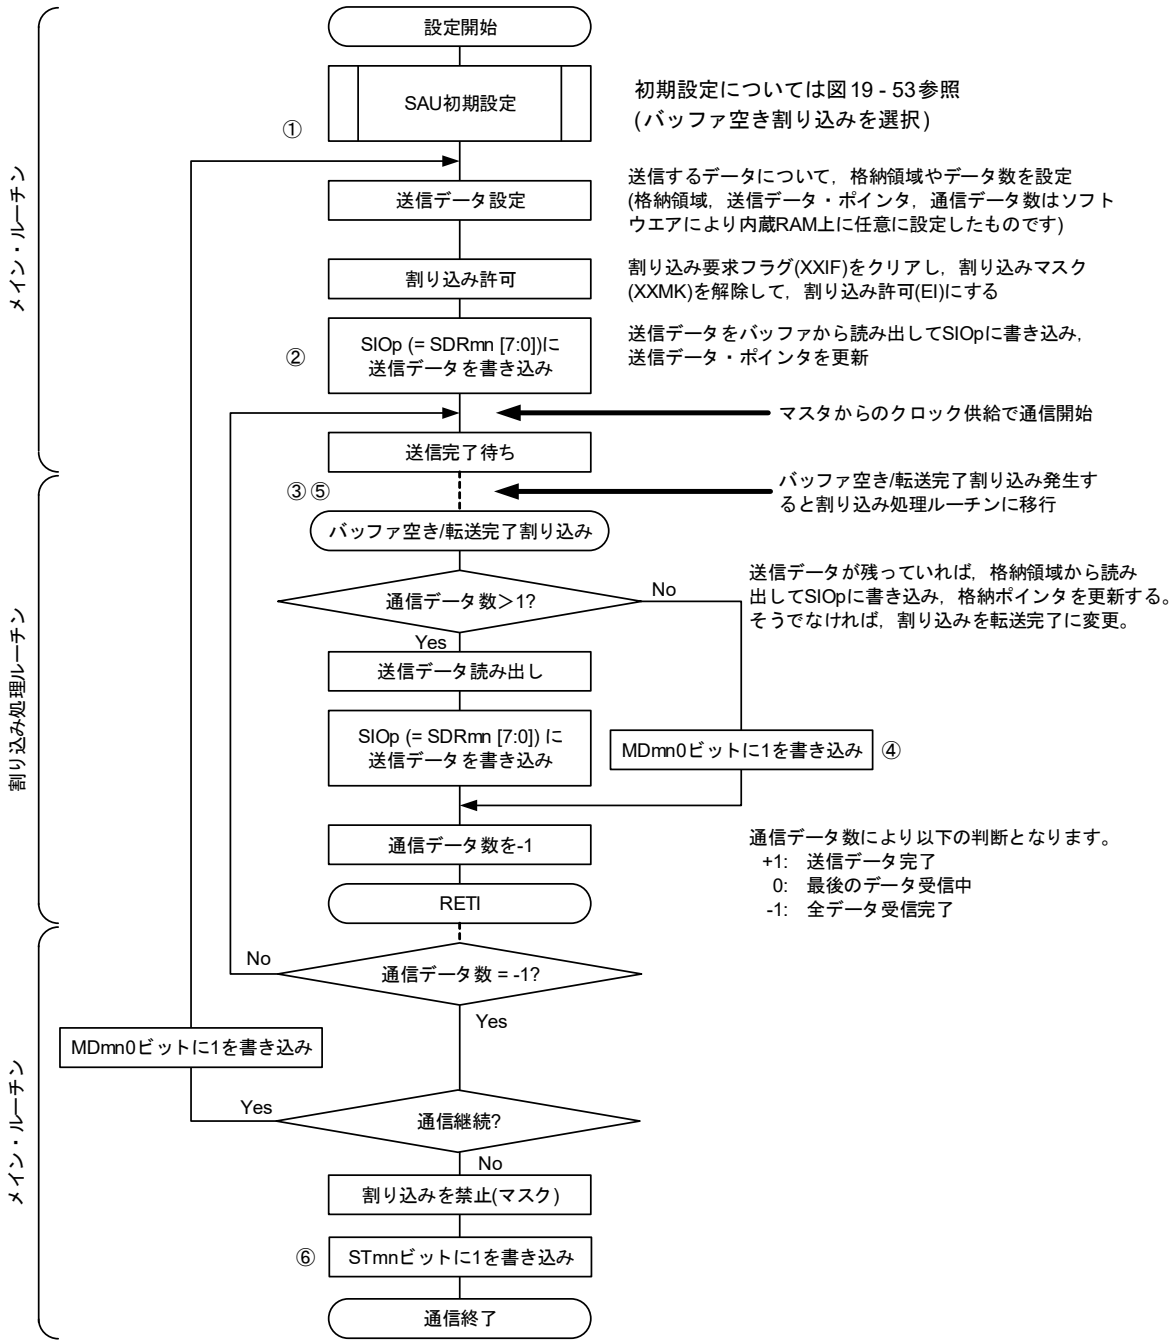 設定開始
SAU初期設定
初期設定については図19 - 53参照
(バッファ空き割り込みを選択)
①
メイン・ルーチン
送信データ設定
送信するデータについて，格納領域やデータ数を設定
(格納領域，送信データ・ポインタ，通信データ数はソフト
ウエアにより内蔵RAM上に任意に設定したものです)
割り込み許可
割り込み要求フラグ(XXIF)をクリアし，割り込みマスク
(XXMK)を解除して，割り込み許可(EI)にする
②
SIOp (= SDRmn [7:0])に
送信データを書き込み
送信データをバッファから読み出してSIOpに書き込み，
送信データ・ポインタを更新
マスタからのクロック供給で通信開始
送信完了待ち
③⑤
バッファ空き/転送完了割り込み発生す
ると割り込み処理ルーチンに移行
バッファ空き/転送完了割り込み
割り込み処理ルーチン
通信データ数＞1?
No
Yes
送信データが残っていれば，格納領域から読み
出してSIOpに書き込み，格納ポインタを更新する。
そうでなければ，割り込みを転送完了に変更。
送信データ読み出し
SIOp (= SDRmn [7:0]) に
送信データを書き込み
MDmn0ビットに1を書き込み
④
通信データ数を-1
通信データ数により以下の判断となります。
+1: 送信データ完了
0: 最後のデータ受信中
-1: 全データ受信完了
RETI
メイン・ルーチン
通信データ数 = -1?
No
Yes
MDmn0ビットに1を書き込み
通信継続?
Yes
No
割り込みを禁止(マスク)
⑥
STmnビットに1を書き込み
通信終了